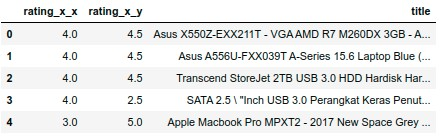 rating_x_x rating_x_y title
0 4.0 4.5 Asus X550Z-EXX211T - VGA AMD R7 M260DX 3GB - A...
1 4.0 4.5 Asus A556U-FXX039T A-Series 15.6 Laptop Blue (...
2 4.0 4.5 Transcend StoreJet 2TB USB 3.0 HDD Hardisk Har...
3 4.0 2.5 SATA 2.5 \ "Inch USB 3.0 Perangkat Keras Penut...
4 3.0 5.0 Apple Macbook Pro MPXT2 - 2017 New Space Grey ...